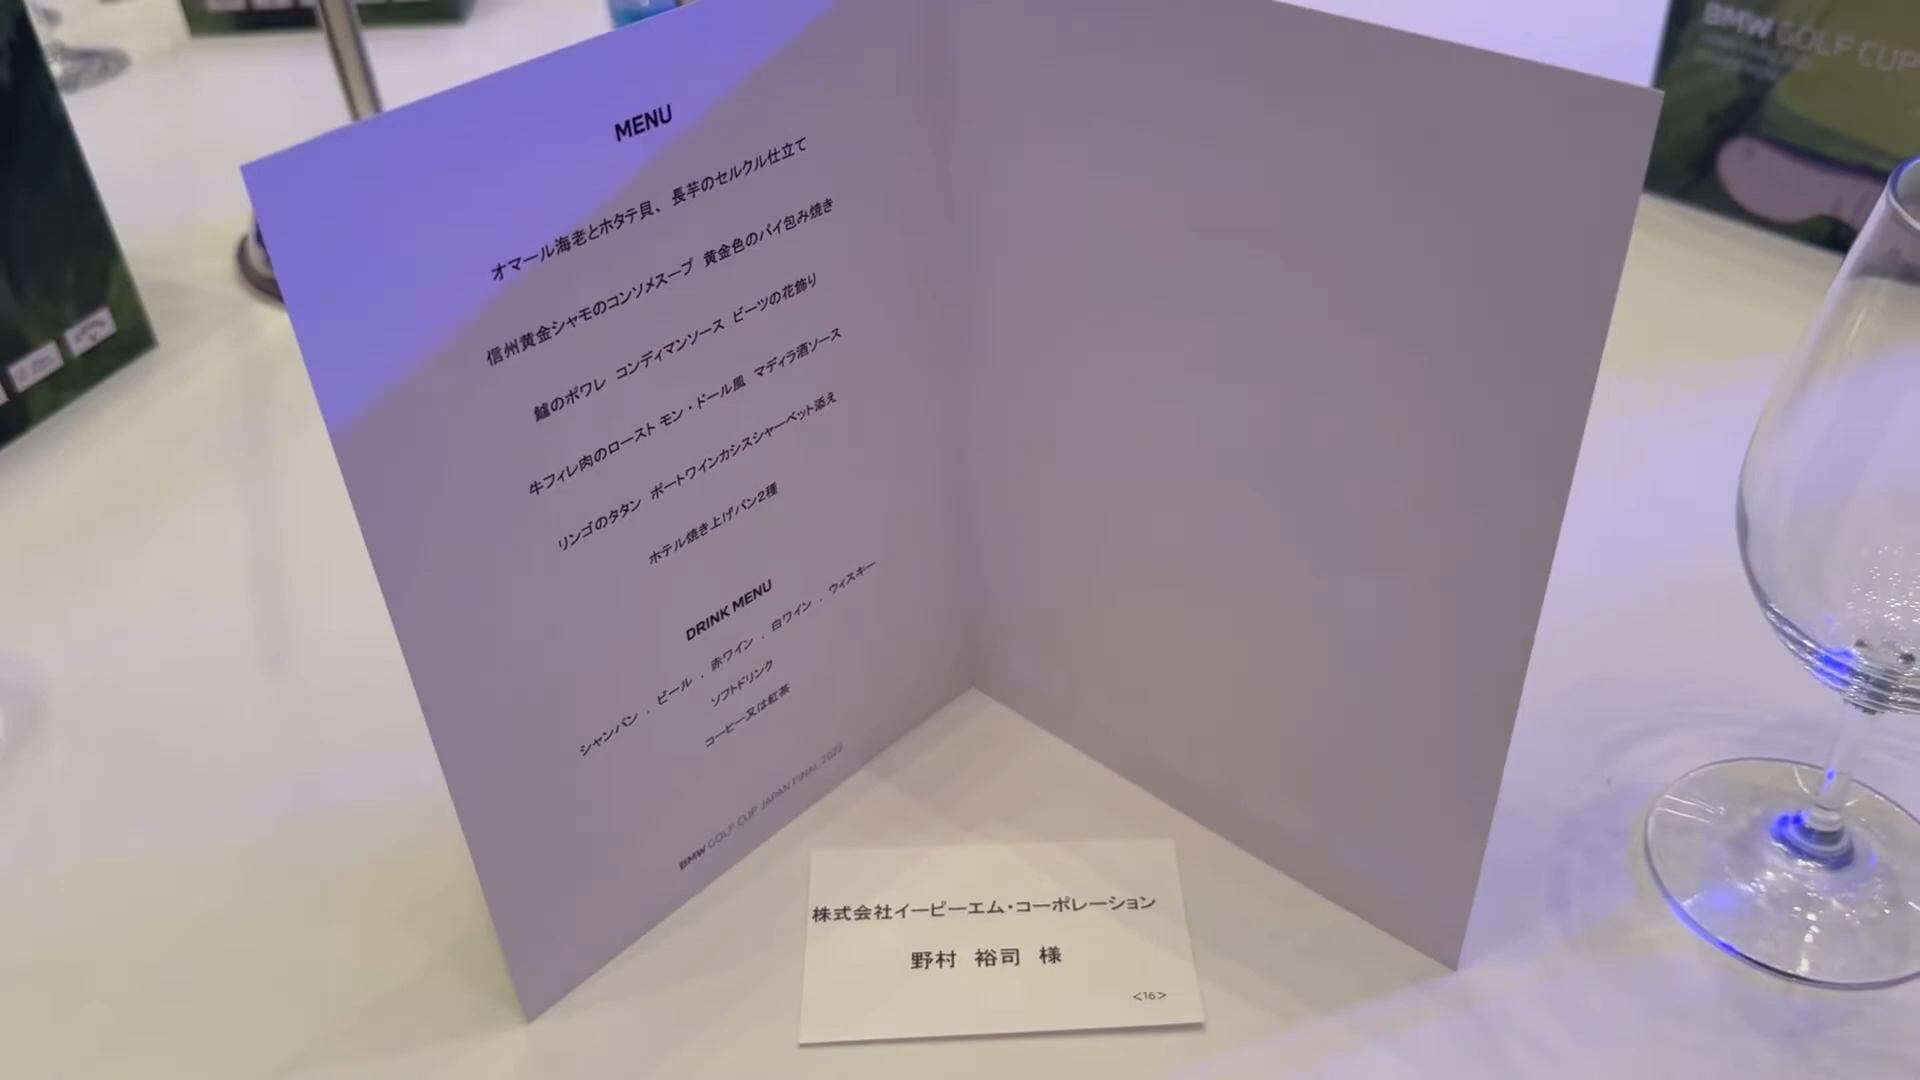 MENU
オマール海老とホタテ貝、長芋のセルクル仕立て
信州黄金シャモのコンソメスープ 黄金色のパイ包み焼き
鱸のポワレ コンディマンソース ビーツの花飾り
牛フィレ肉のロースト モン・ドール風 マディラ酒ソース
リンゴのタタン ポートワインカシスシャーベット添え
ホテル焼き上げパン2種
DRINK MENU
シャンパン . ビール . 赤ワイン . 白ワイン . ウィスキー
ソフトドリンク
コーヒー又は紅茶
BMW GOLF CUP JAPAN FINAL
株式会社イーピーエム・コーポレーション
野村 裕司 様
<16>
BMW GOLF CUP